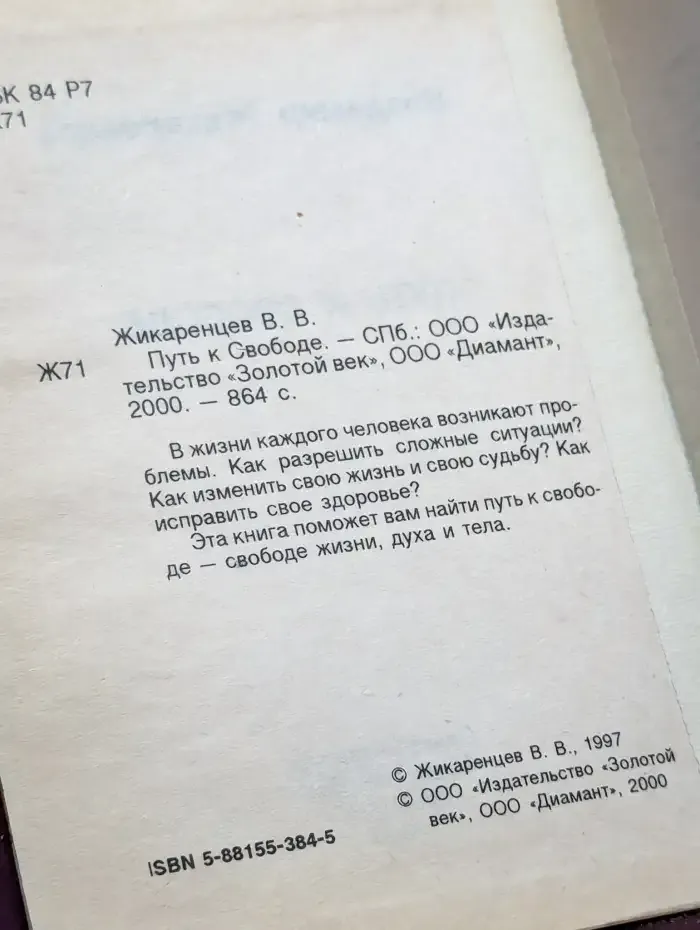 БК 84 Р7
Ж71
Жикаренцев В. В.
Ж71
Путь к Свободе. — СПб.: ООО «Изда-
тельство «Золотой век», ООО «Диамант»,
2000. — 864 с.
В жизни каждого человека возникают про-
блемы. Как разрешить сложные ситуации?
Как изменить свою жизнь и свою судьбу? Как
исправить свое здоровье?
Эта книга поможет вам найти путь к свобо-
де — свободе жизни, духа и тела.
© Жикаренцев В. В., 1997
© ООО «Издательство «Золотой
век», ООО «Диамант», 2000
ISBN 5-88155-384-5